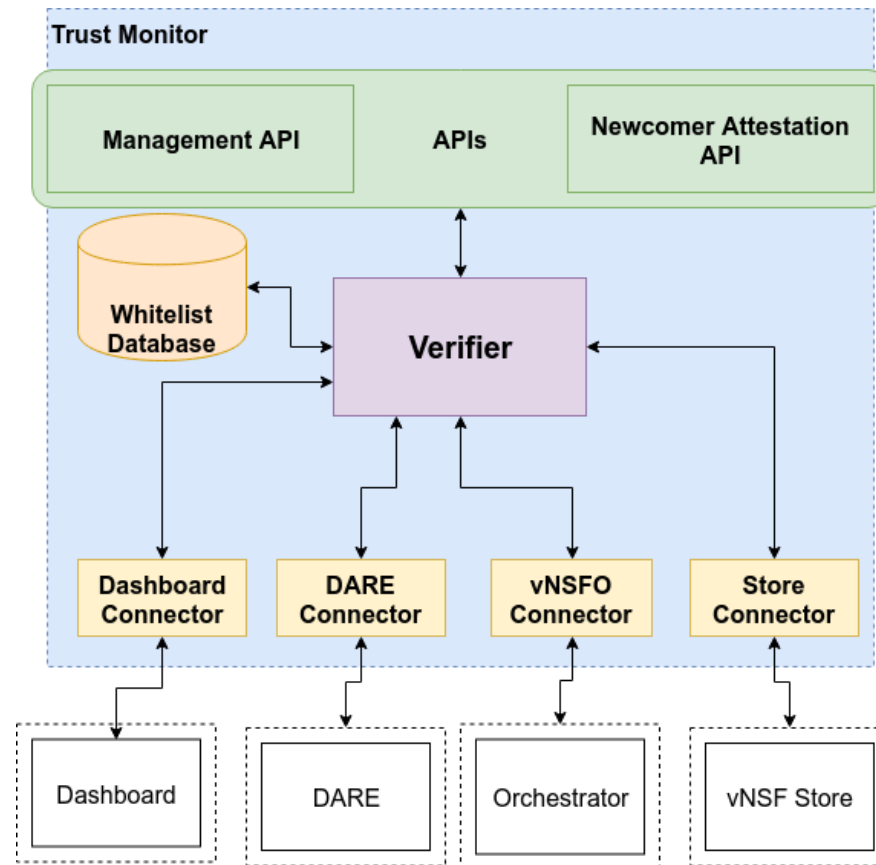 Trust Monitor
Management API
APIs
Newcomer Attestation
API
Whitelist
Database
Verifier
Dashboard
Connector
DARE
Connector
vNSFO
Connector
Store
Connector
Dashboard
DARE
Orchestrator
vNSF Store